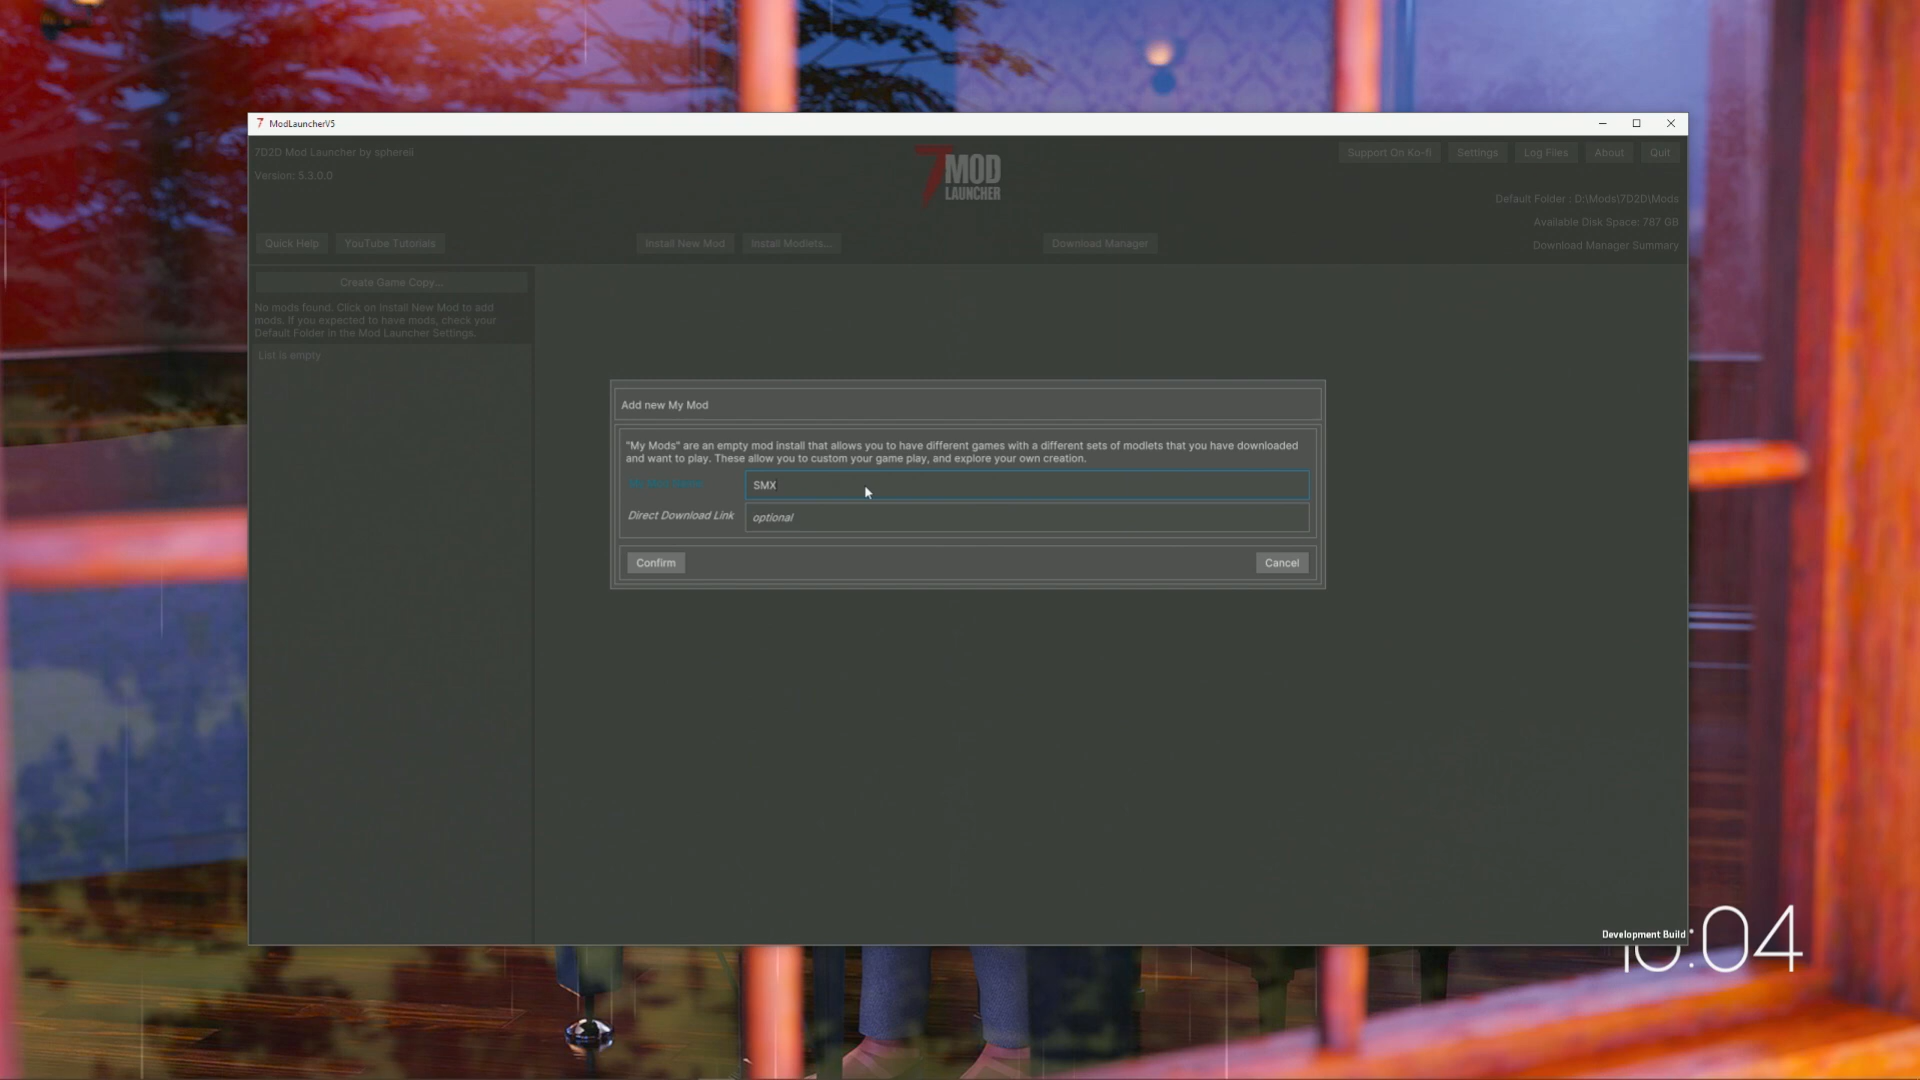 ModLauncherV5
7D2D Mod Launcher by sphereii
Version: 5.3.0.0
7 MOD LAUNCHER
Support On Ko-fi
Settings
Log Files
About
Quit
Default Folder : D:\Mods\7D2D\Mods
Available Disk Space: 787 GB
Download Manager Summary
Quick Help
YouTube Tutorials
Install New Mod
Install Modlets...
Download Manager
Create Game Copy...
No mods found. Click on Install New Mod to add
mods. If you expected to have mods, check your
Default Folder in the Mod Launcher Settings.
List is empty
Add new My Mod
"My Mods" are an empty mod install that allows you to have different games with a different sets of modlets that you have downloaded
and want to play. These allow you to custom your game play, and explore your own creation.
My Mod Name
SMX
Direct Download Link
optional
Confirm
Cancel
Development Build